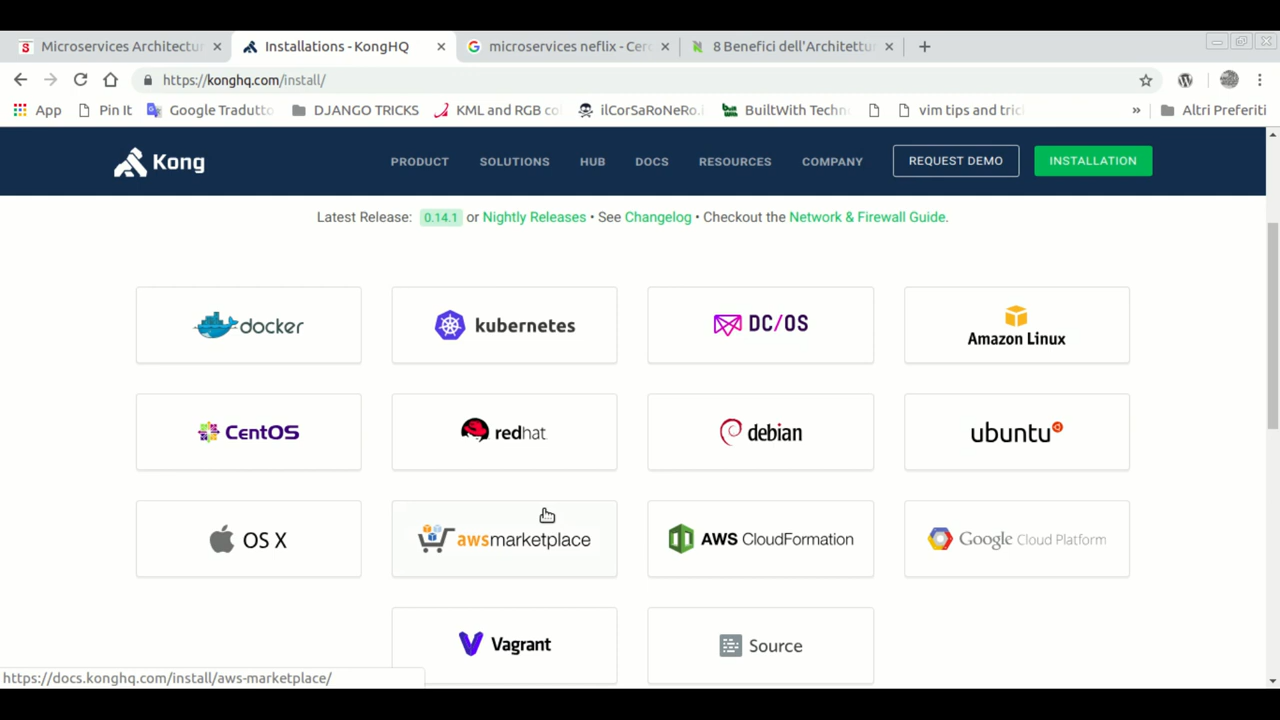 Microservices Architectur
Installations - KongHQ
microservices neflix - Cerc
8 Benefici dell'Architettur
https://konghq.com/install/
App
Pin It
Google Tradutto
DJANGO TRICKS
KML and RGB co
ilCorSaRoNeRo.i
BuiltWith Techn
vim tips and tric
»
Altri Preferiti
Kong
PRODUCT
SOLUTIONS
HUB
DOCS
RESOURCES
COMPANY
REQUEST DEMO
INSTALLATION
Latest Release: 0.14.1 or Nightly Releases • See Changelog • Checkout the Network & Firewall Guide.
docker
kubernetes
DC/OS
Amazon Linux
CentOS
redhat
debian
ubuntu
OS X
awsmarketplace
AWS CloudFormation
Google Cloud Platform
Vagrant
Source
https://docs.konghq.com/install/aws-marketplace/